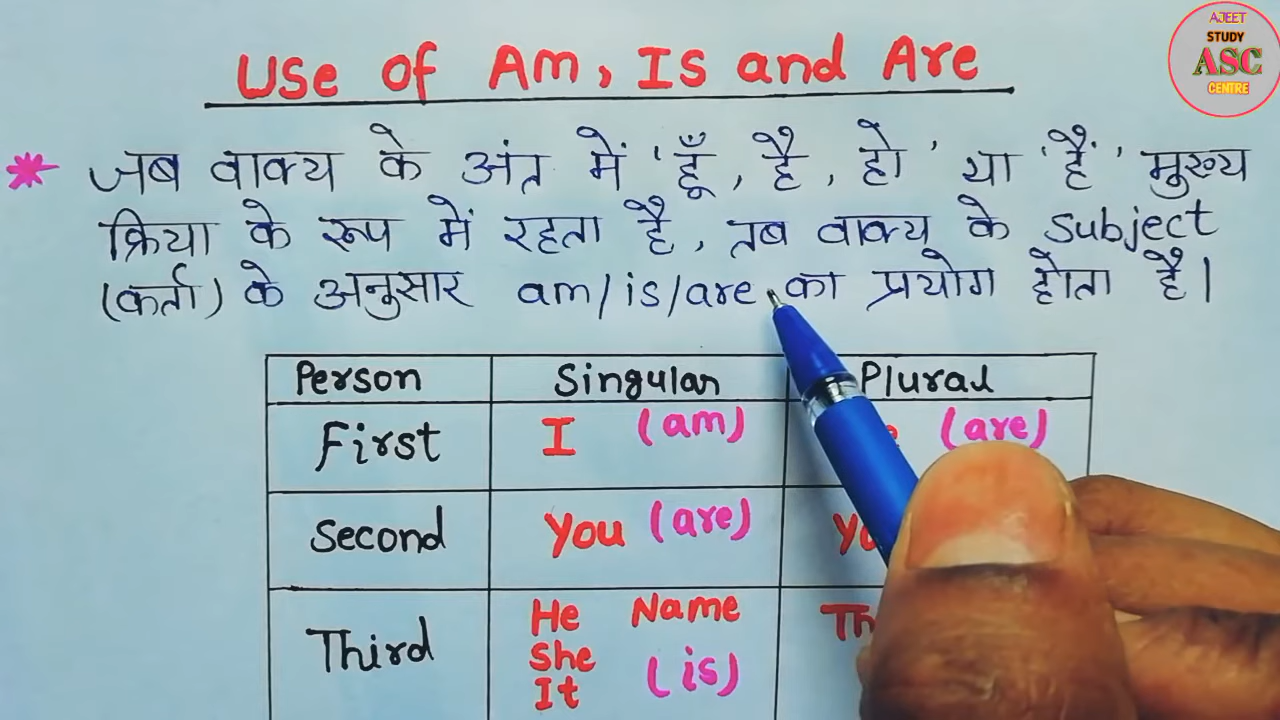 AJEET
STUDY
ASC
CENTRE
Use of Am, Is and Are
जब वाक्य के अंत में 'हूँ, है, हो' या 'हैं' मुख्य
क्रिया के रूप में रहता है, तब वाक्य के Subject
(कर्ता) के अनुसार am/is/are का प्रयोग होता है।
Person Singular Plural
First I (am) (are)
Second You (are)
Third He Name
She
It (is)